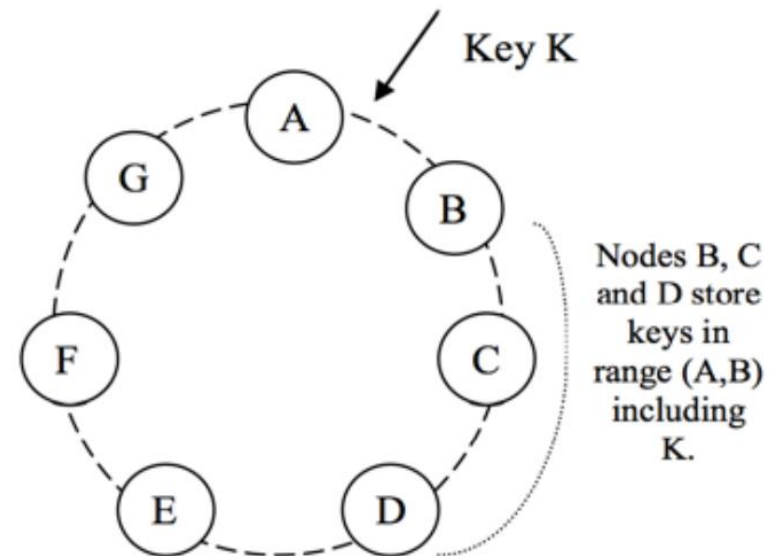 Key K
A
G
B
Nodes B, C
and D store
keys in
range (A,B)
including
K.
F
C
E
D